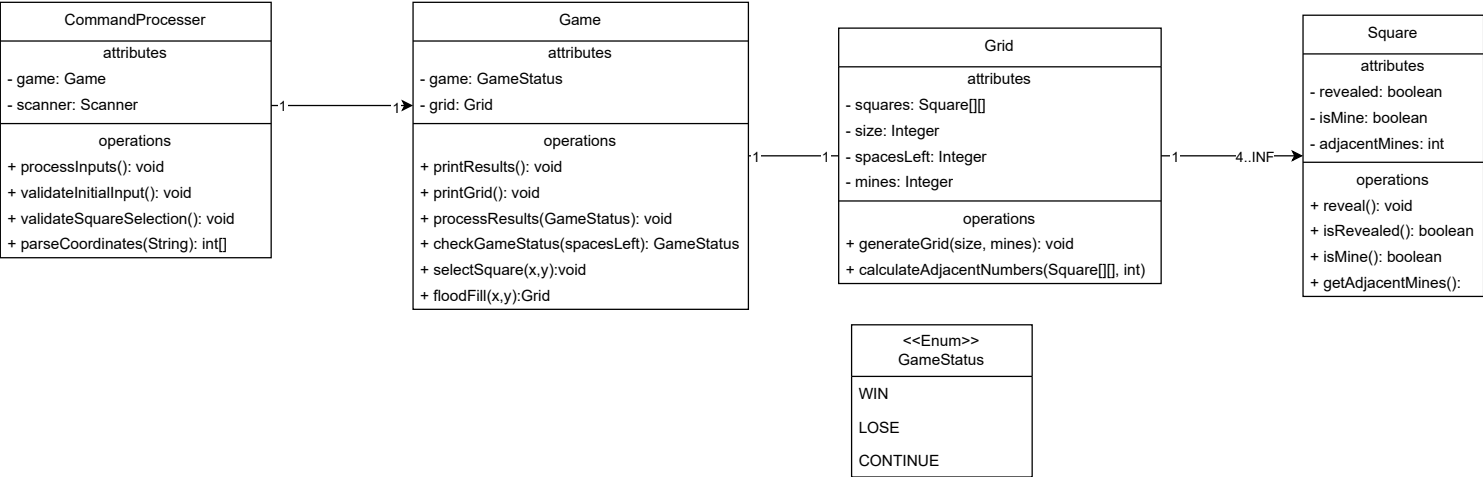 CommandProcesser
attributes
- game: Game
- scanner: Scanner
operations
+ processInputs(): void
+ validateInitialInput(): void
+ validateSquareSelection(): void
+ parseCoordinates(String): int[]
1
1
Game
attributes
- game: GameStatus
- grid: Grid
operations
+ printResults(): void
+ printGrid(): void
+ processResults(GameStatus): void
+ checkGameStatus(spacesLeft): GameStatus
+ selectSquare(x,y):void
+ floodFill(x,y):Grid
1
1
Grid
attributes
- squares: Square[][]
- size: Integer
- spacesLeft: Integer
- mines: Integer
operations
+ generateGrid(size, mines): void
+ calculateAdjacentNumbers(Square[][], int)
1
4..INF
Square
attributes
- revealed: boolean
- isMine: boolean
- adjacentMines: int
operations
+ reveal(): void
+ isRevealed(): boolean
+ isMine(): boolean
+ getAdjacentMines():
<<Enum>>
GameStatus
WIN
LOSE
CONTINUE